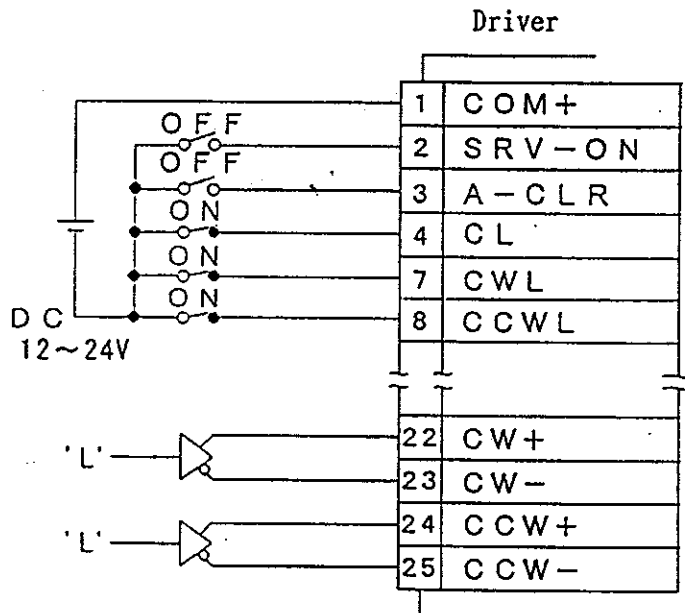 Driver
1 COM+
OFF
2 SRV-ON
OFF
3 A-CLR
ON
4 CL
ON
7 CWL
ON
8 CCWL
DC
12~24V
22 CW+
'L'
23 CW-
24 CCW+
'L'
25 CCW-